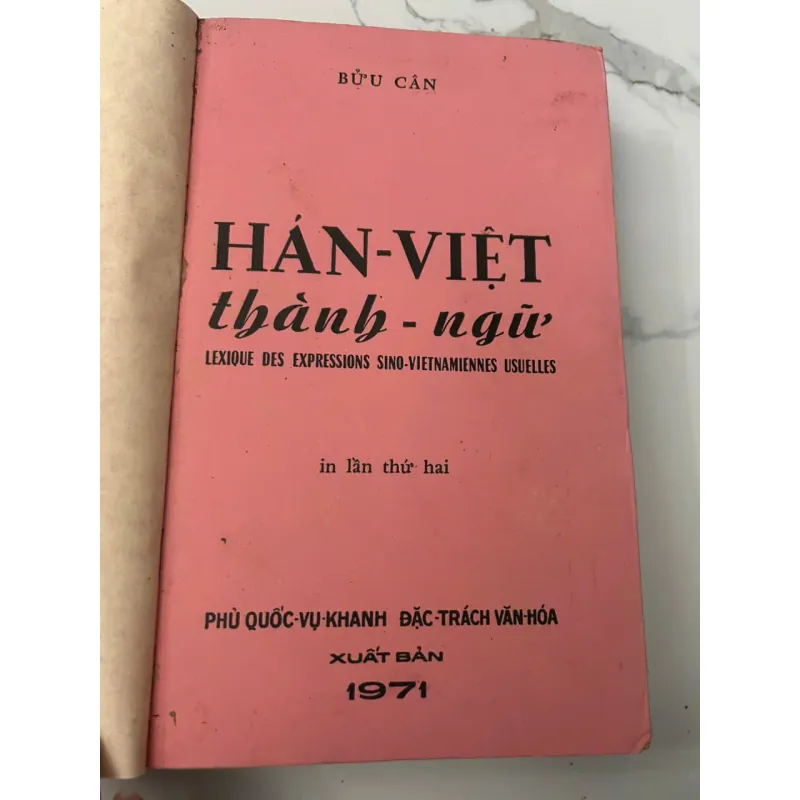 BỬU CÂN
HÁN-VIỆT
thành - ngữ
LEXIQUE DES EXPRESSIONS SINO-VIETNAMIENNES USUELLES
in lần thứ hai
PHỦ QUỐC-VỤ-KHANH ĐẶC-TRÁCH VĂN-HÓA
XUẤT BẢN
1971